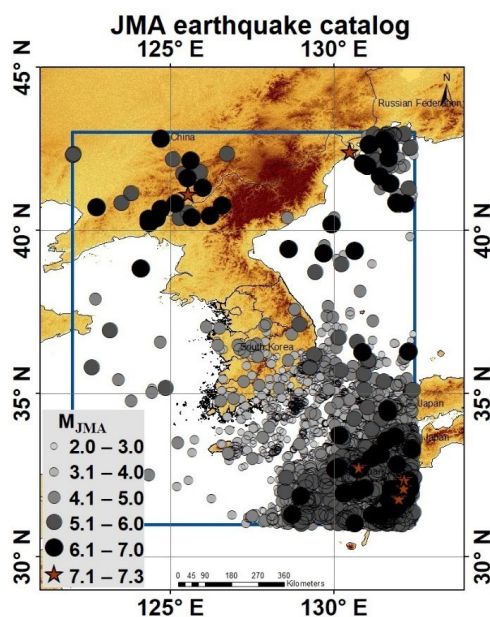 JMA earthquake catalog
125° E 130° E
45° N
N
Russian Federation
China
40° N
South Korea
35° N
Japan
Japan
M JMA
2.0 – 3.0
3.1 – 4.0
4.1 – 5.0
5.1 – 6.0
6.1 – 7.0
7.1 – 7.3
30° N
0 45 90 180 270 360
Kilometers
125° E 130° E
45° N
40° N
35° N
30° N